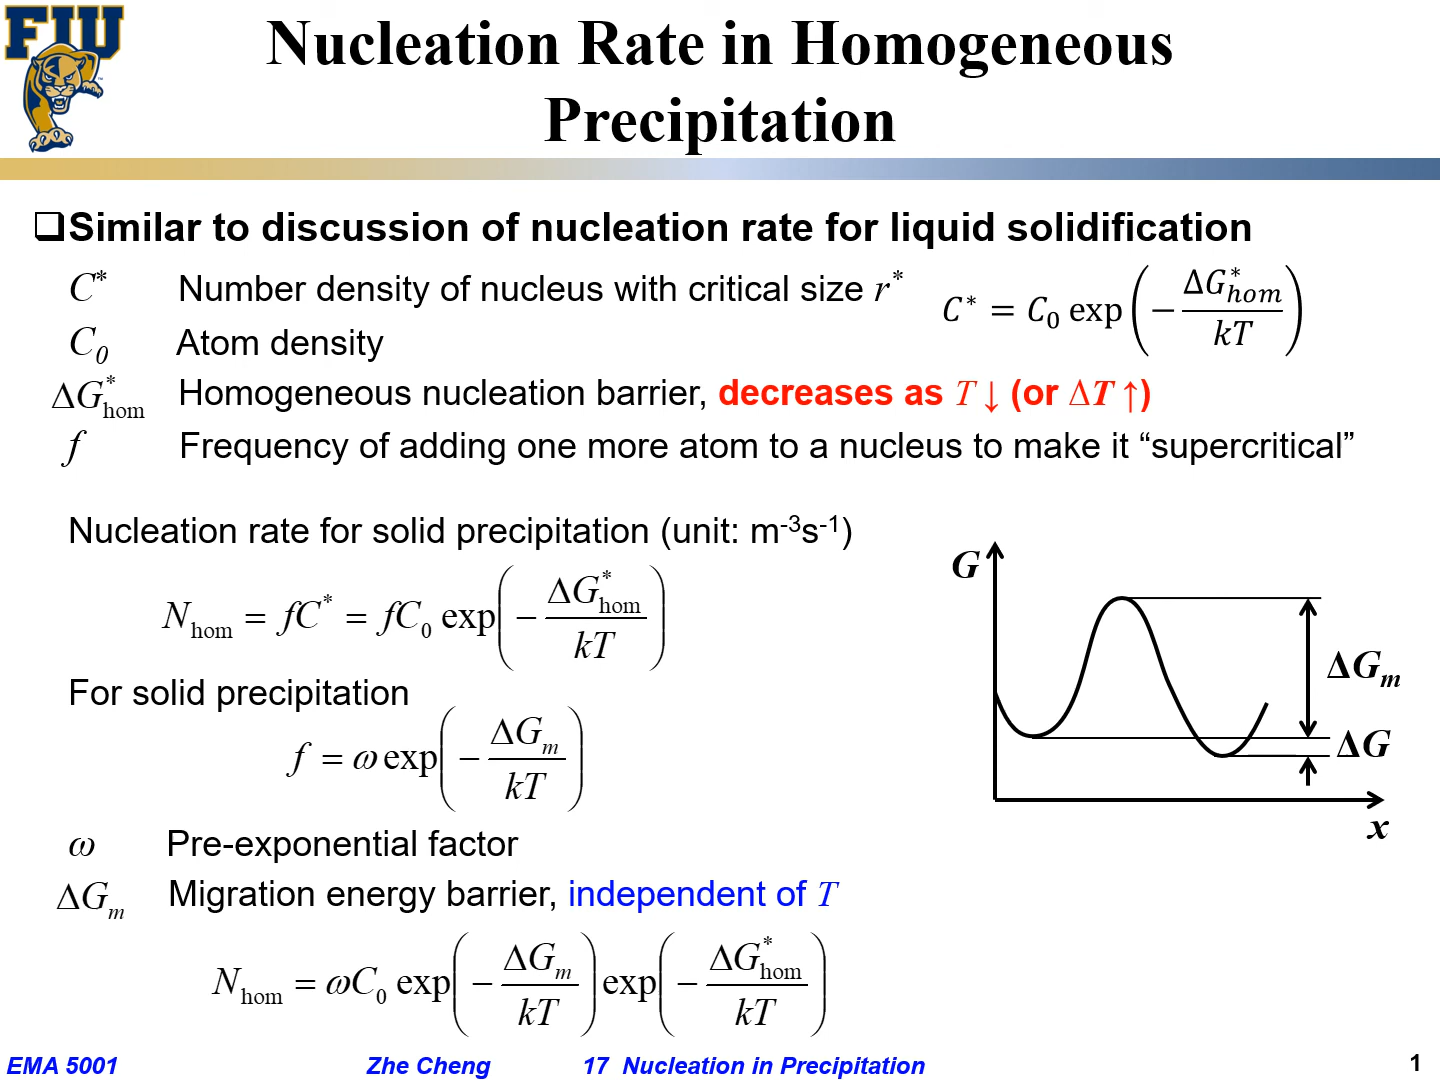 FIU
Nucleation Rate in Homogeneous
Precipitation
❑Similar to discussion of nucleation rate for liquid solidification
C* Number density of nucleus with critical size r* C* = C₀ exp(−ΔG*hom/kT)
C₀ Atom density
ΔG*hom Homogeneous nucleation barrier, decreases as T ↓ (or ΔT ↑)
f Frequency of adding one more atom to a nucleus to make it “supercritical”
Nucleation rate for solid precipitation (unit: m⁻³s⁻¹)
Nhom = fC* = fC₀ exp(−ΔG*hom/kT)
For solid precipitation
f = ω exp(−ΔGm/kT)
ω Pre-exponential factor
ΔGm Migration energy barrier, independent of T
Nhom = ωC₀ exp(−ΔGm/kT) exp(−ΔG*hom/kT)
G
ΔGm
ΔG
x
EMA 5001 Zhe Cheng 17 Nucleation in Precipitation 1